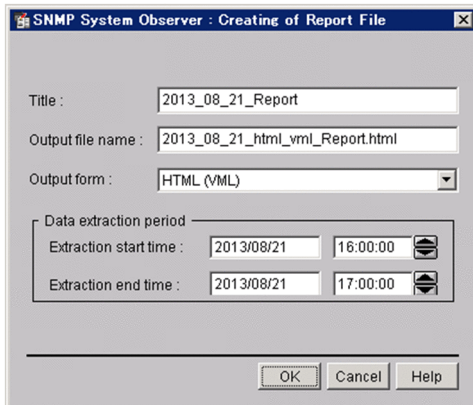 SNMP System Observer : Creating of Report File
Title : 2013_08_21_Report
Output file name : 2013_08_21_html_vml_Report.html
Output form : HTML (VML)
Data extraction period
Extraction start time : 2013/08/21 16:00:00
Extraction end time : 2013/08/21 17:00:00
OK Cancel Help